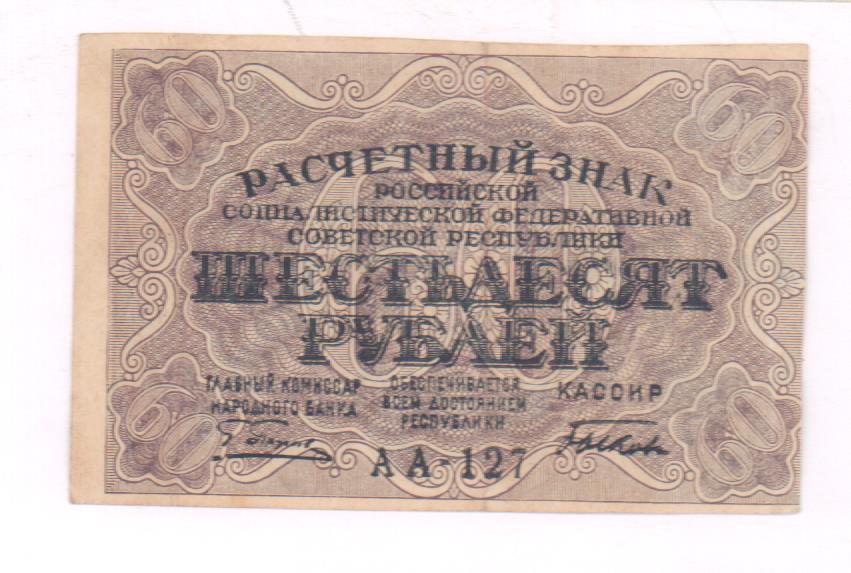 60 60
РАСЧЕТНЫЙ ЗНАК
РОССИЙСКОЙ
СОЦИАЛИСТИЧЕСКОЙ ФЕДЕРАТИВНОЙ
СОВЕТСКОЙ РЕСПУБЛИКИ
60
ШЕСТЬДЕСЯТ
РУБЛЕЙ
ГЛАВНЫЙ КОМИССАР
НАРОДНОГО БАНКА
ОБЕСПЕЧИВАЕТСЯ
ВСЕМ ДОСТОЯНИЕМ
РЕСПУБЛИКИ
КАССИР
АА-127
60 60